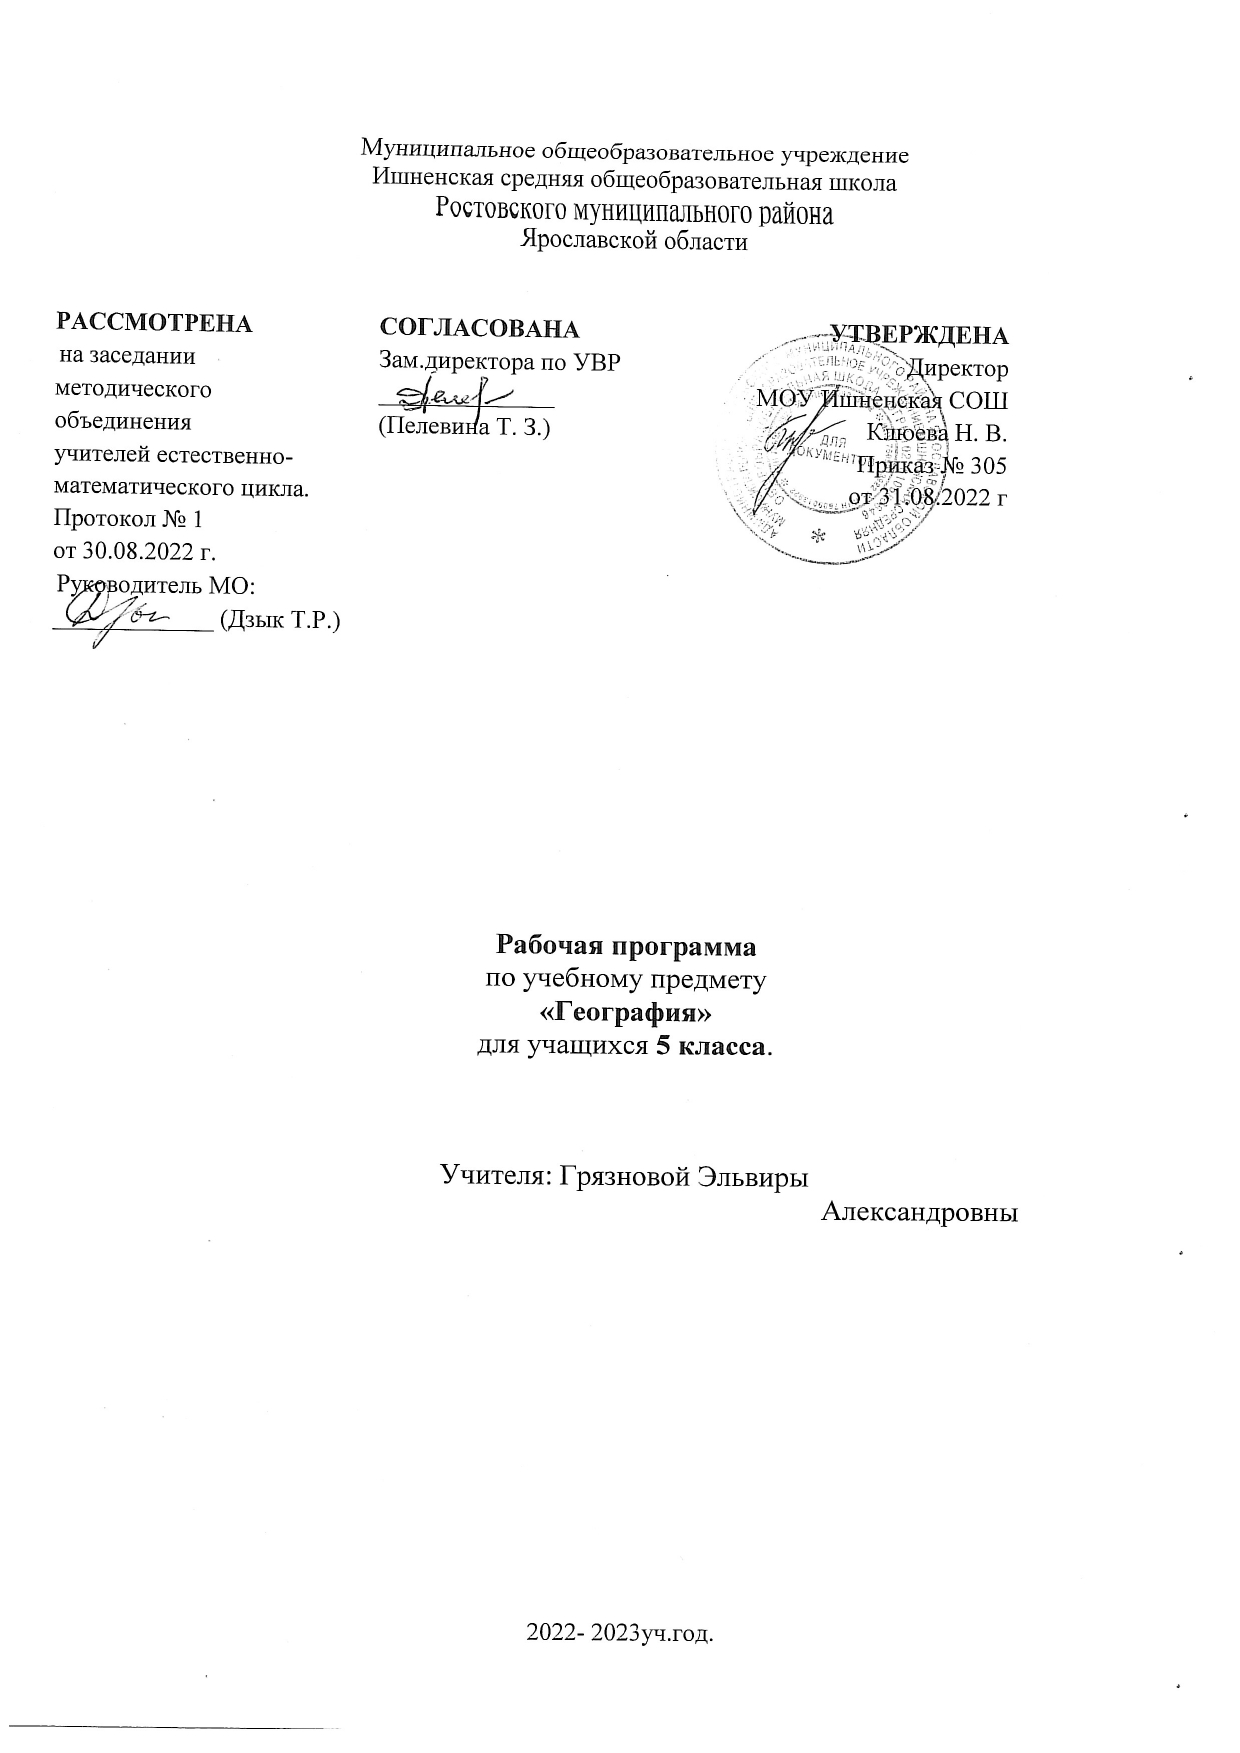 Муниципальное общеобразовательное учреждение
Ишненская средняя общеобразовательная школа
Ростовского муниципального района
Ярославской области
РАССМОТРЕНА
на заседании
методического
объединения
учителей естественно-
математического цикла.
Протокол № 1
от 30.08.2022 г.
Руководитель МО:
(Дзык Т.Р.)
СОГЛАСОВАНА
Зам.директора по УВР
(Пелевина Т. З.)
УТВЕРЖДЕНА
Директор
МОУ Ишненская СОШ
Клюева Н. В.
Приказ № 305
от 31.08.2022 г
ДЛЯ
ДОКУМЕНТОВ
Рабочая программа
по учебному предмету
«География»
для учащихся 5 класса.
Учителя: Грязновой Эльвиры
Александровны
2022- 2023уч.год.